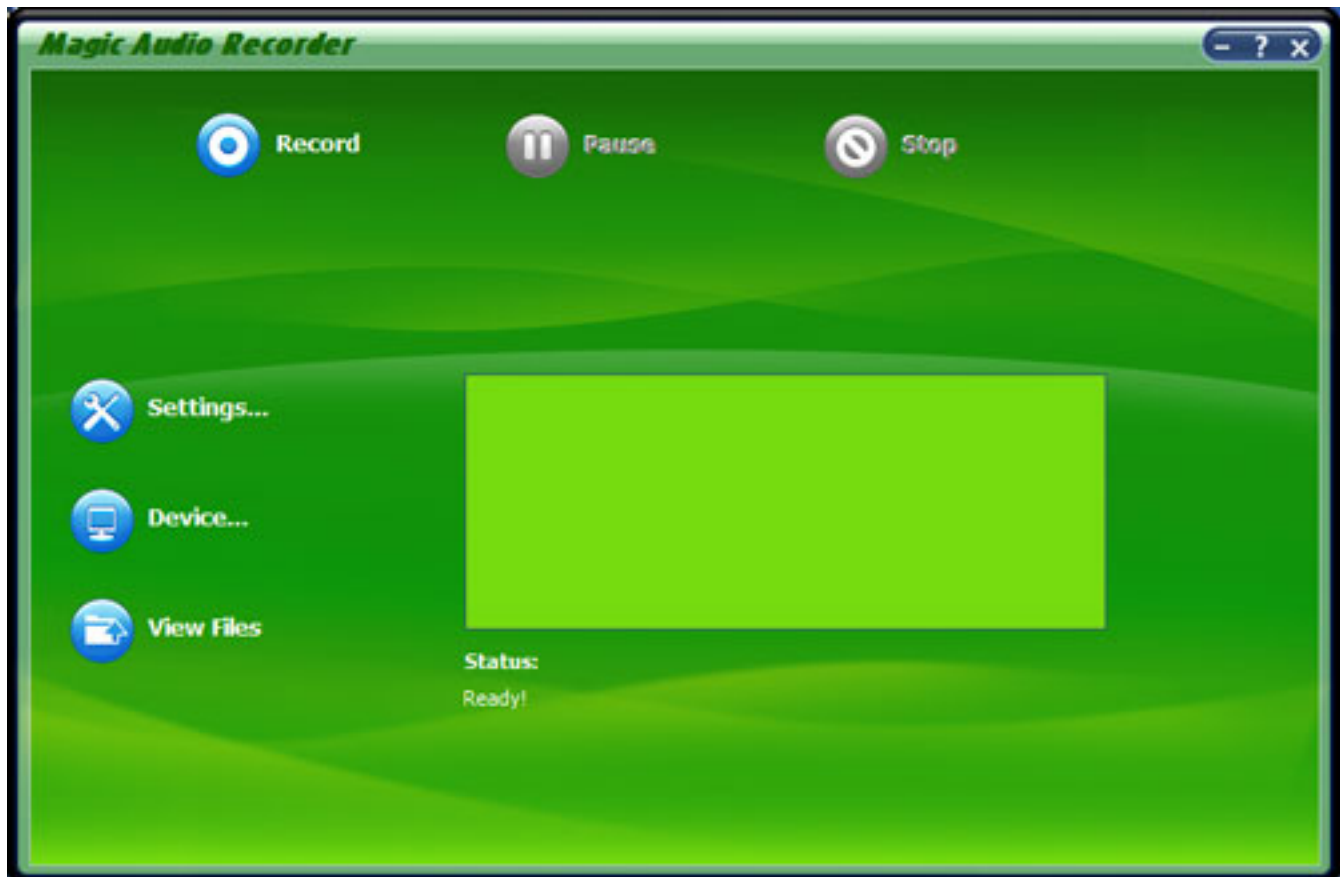 Magic Audio Recorder
Record Pause Stop
Settings...
Device...
View Files
Status:
Ready!